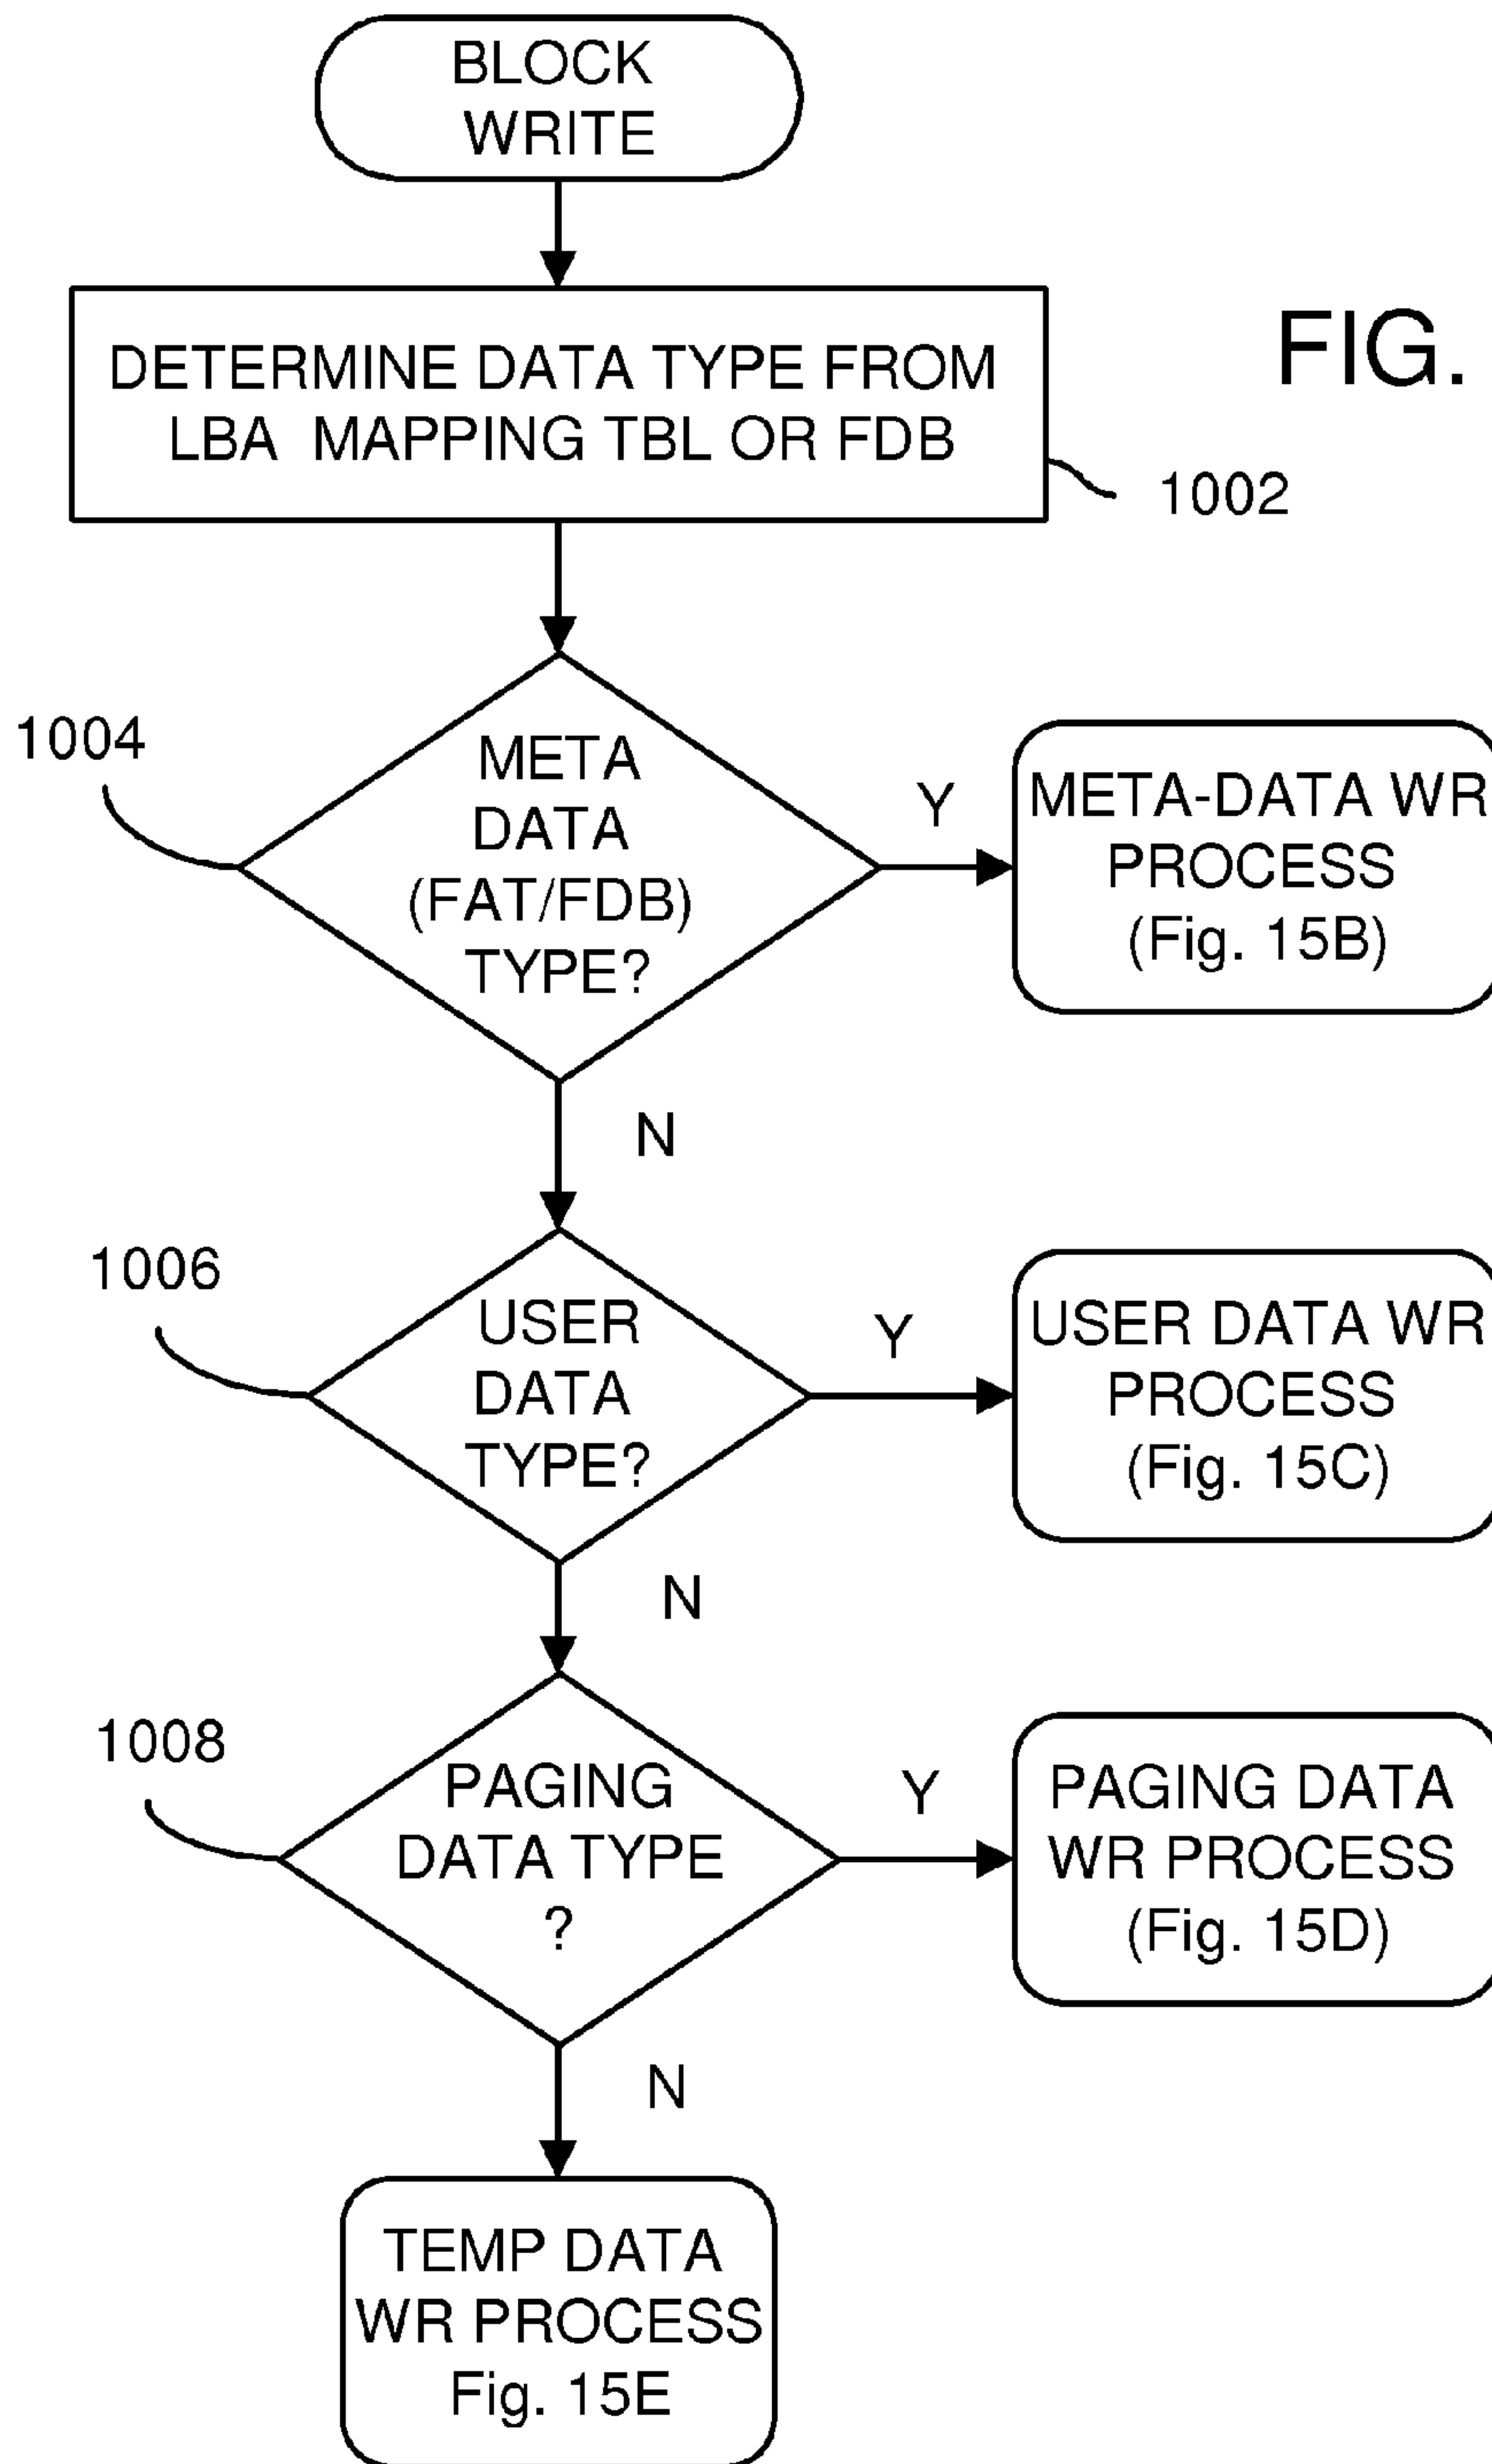 BLOCK
WRITE
DETERMINE DATA TYPE FROM
LBA MAPPING TBL OR FDB
FIG.
1002
1004
META
DATA
(FAT/FDB)
TYPE?
Y
META-DATA WR
PROCESS
(Fig. 15B)
N
1006
USER
DATA
TYPE?
Y
USER DATA WR
PROCESS
(Fig. 15C)
N
1008
PAGING
DATA TYPE
?
Y
PAGING DATA
WR PROCESS
(Fig. 15D)
N
TEMP DATA
WR PROCESS
Fig. 15E